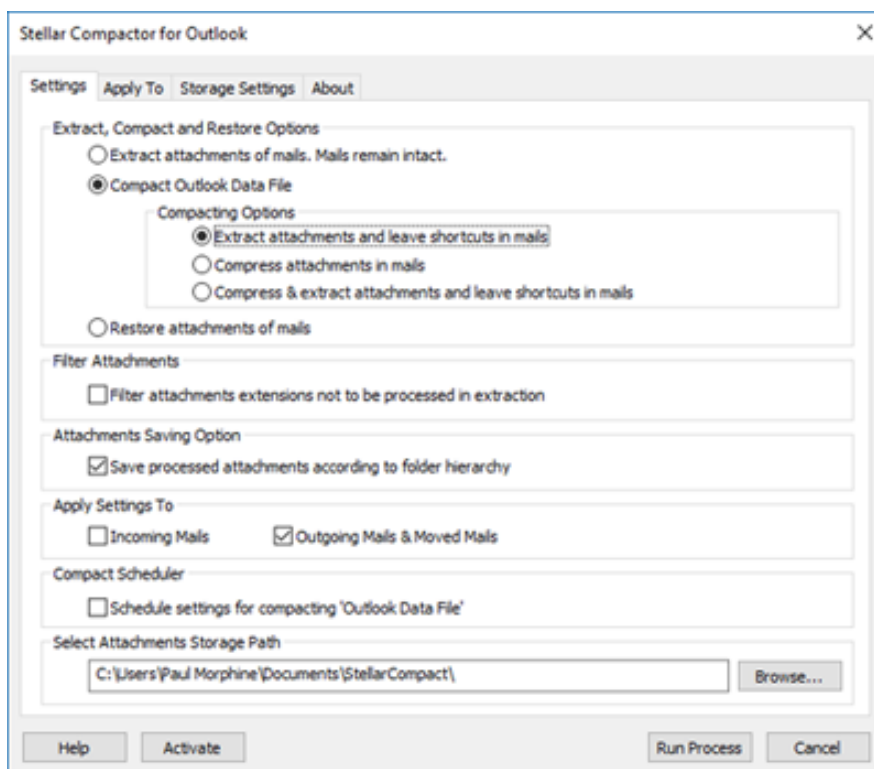 Stellar Compactor for Outlook
Settings Apply To Storage Settings About
Extract, Compact and Restore Options
Extract attachments of mails. Mails remain intact.
Compact Outlook Data File
Compacting Options
Extract attachments and leave shortcuts in mails
Compress attachments in mails
Compress & extract attachments and leave shortcuts in mails
Restore attachments of mails
Filter Attachments
Filter attachments extensions not to be processed in extraction
Attachments Saving Option
Save processed attachments according to folder hierarchy
Apply Settings To
Incoming Mails Outgoing Mails & Moved Mails
Compact Scheduler
Schedule settings for compacting 'Outlook Data File'
Select Attachments Storage Path
C:\Users\Paul Morphine\Documents\StellarCompact\ Browse...
Help Activate Run Process Cancel